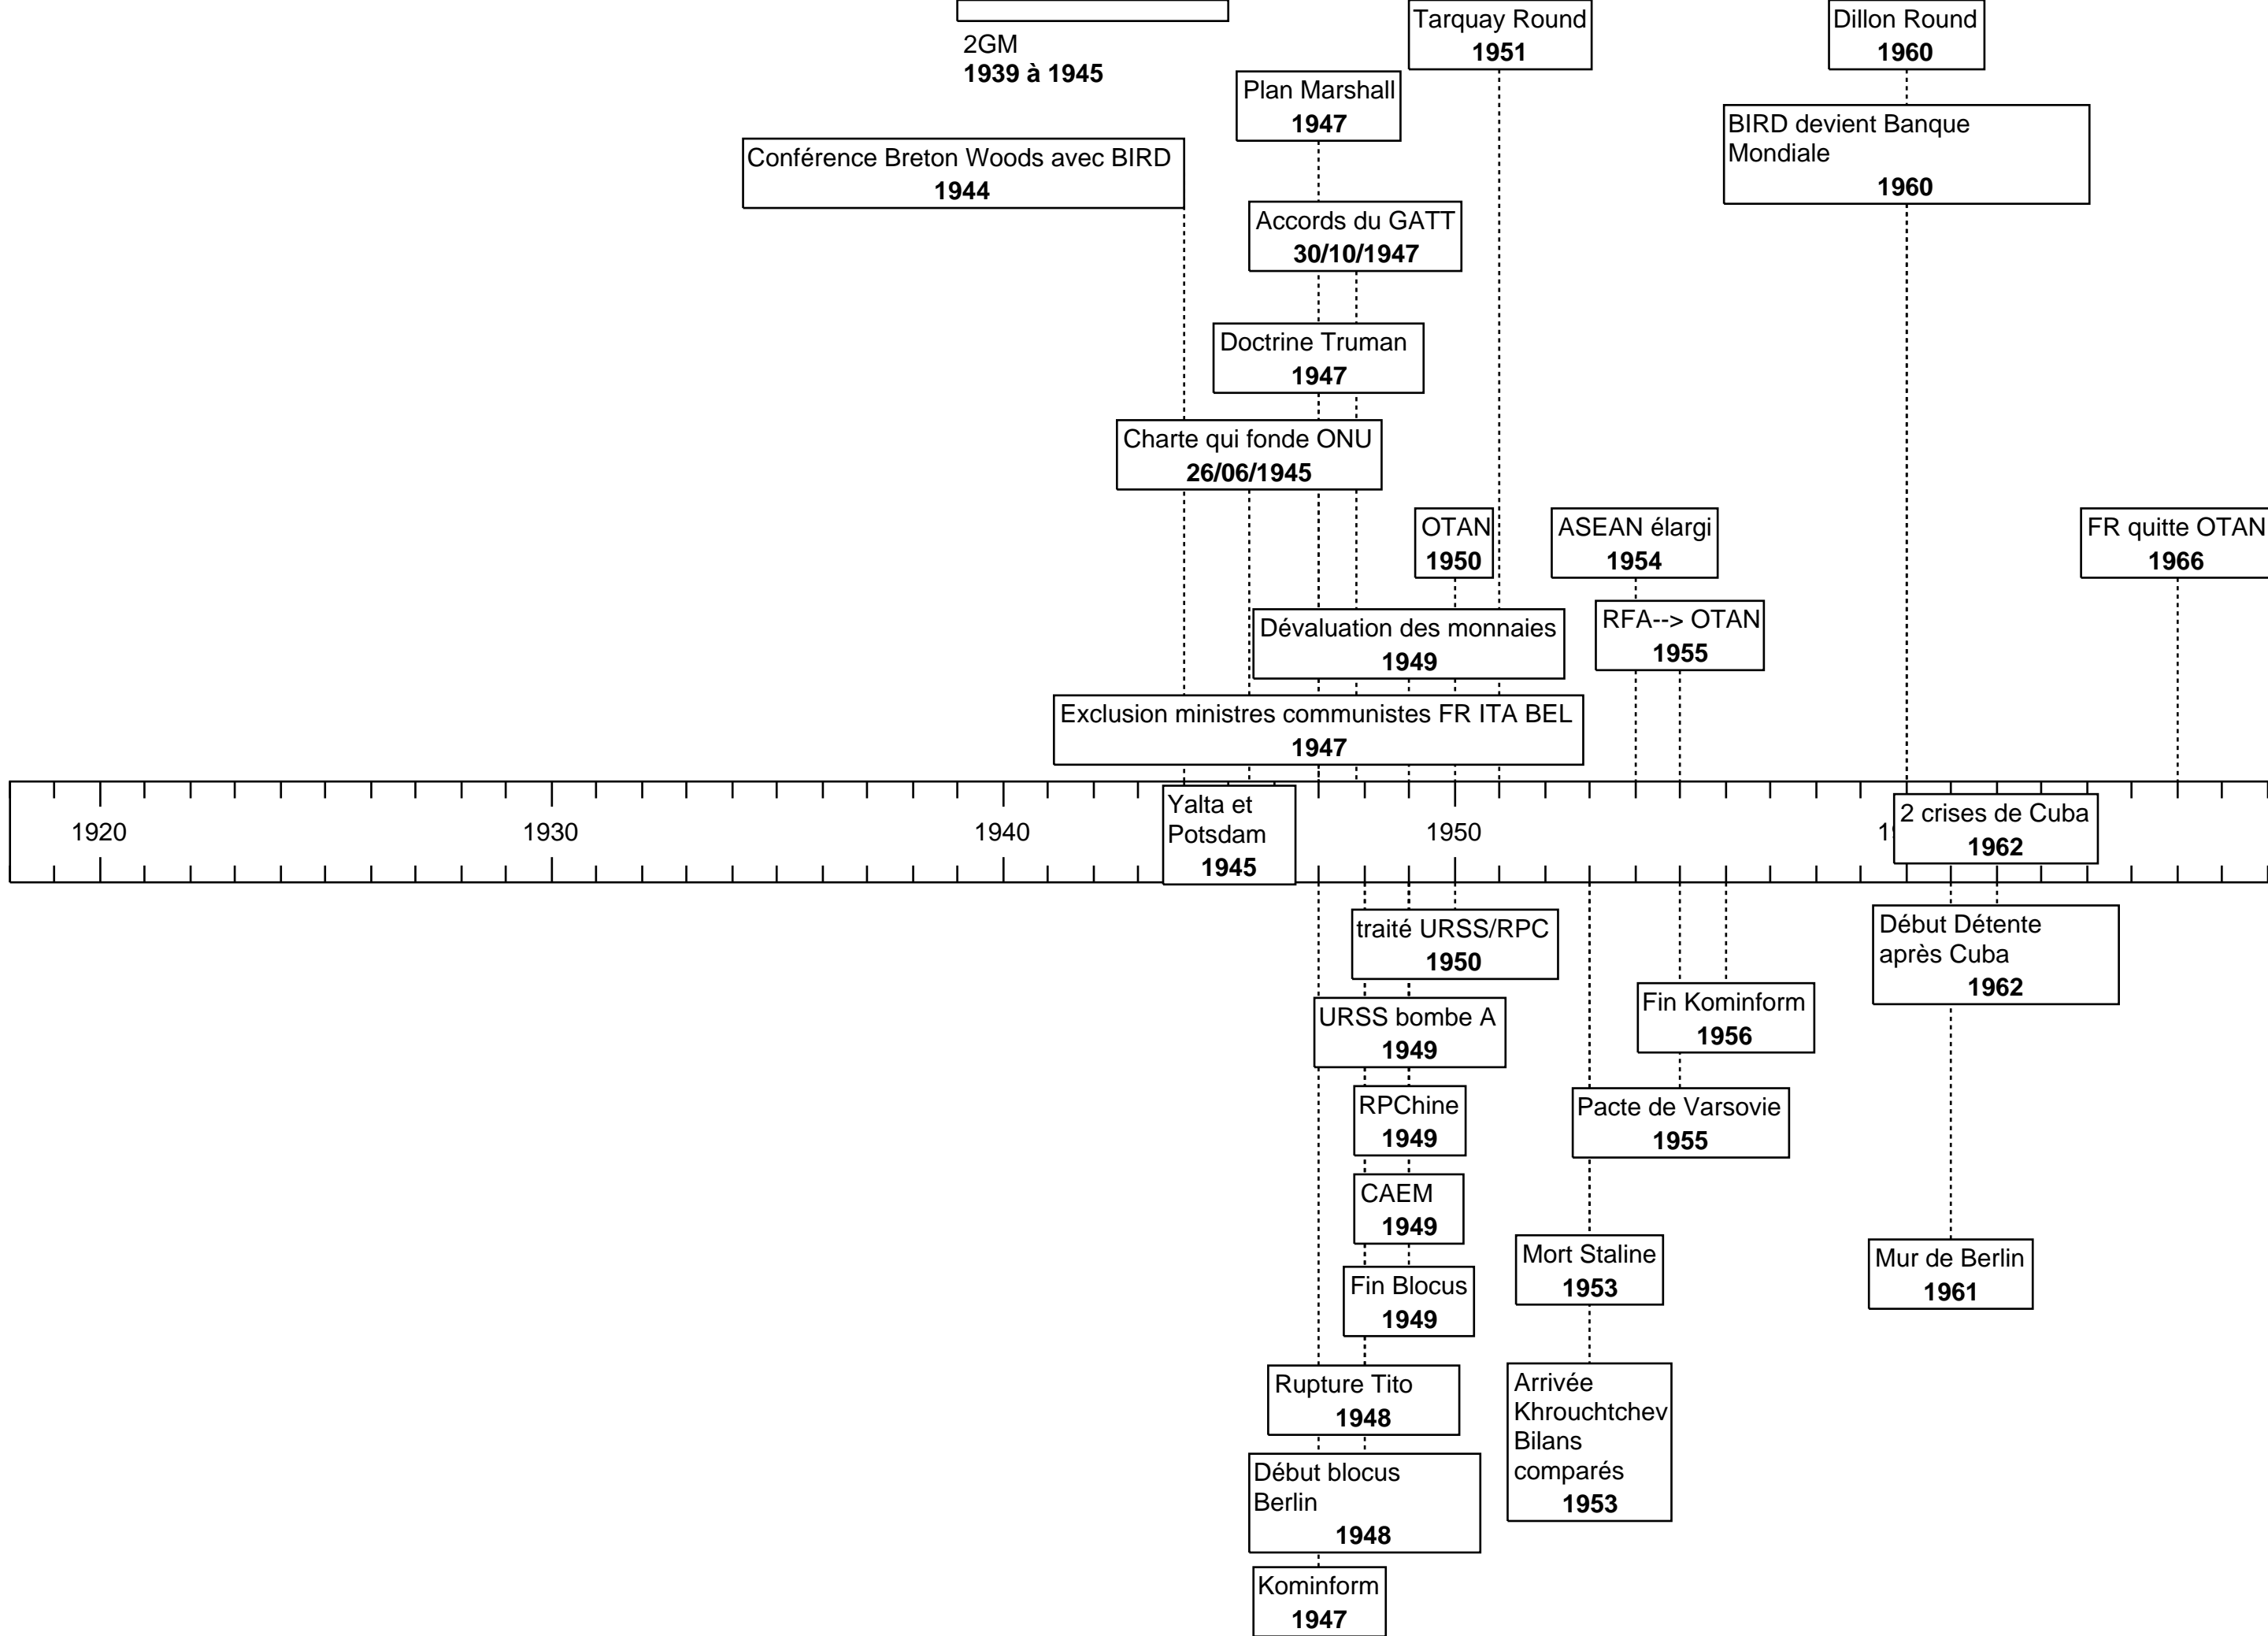 Tarquay Round
1951
Dillon Round
1960
2GM
1939 à 1945
Plan Marshall
1947
BIRD devient Banque
Mondiale
1960
Conférence Breton Woods avec BIRD
1944
Accords du GATT
30/10/1947
Doctrine Truman
1947
Charte qui fonde ONU
26/06/1945
OTAN
1950
ASEAN élargi
1954
FR quitte OTAN
1966
RFA--> OTAN
1955
Dévaluation des monnaies
1949
Exclusion ministres communistes FR ITA BEL
1947
1920
1930
1940
Yalta et
Potsdam
1945
1950
2 crises de Cuba
1962
traité URSS/RPC
1950
Début Détente
après Cuba
1962
URSS bombe A
1949
Fin Kominform
1956
RPChine
1949
Pacte de Varsovie
1955
CAEM
1949
Mort Staline
1953
Mur de Berlin
1961
Fin Blocus
1949
Rupture Tito
1948
Arrivée
Khrouchtchev
Bilans
comparés
1953
Début blocus
Berlin
1948
Kominform
1947